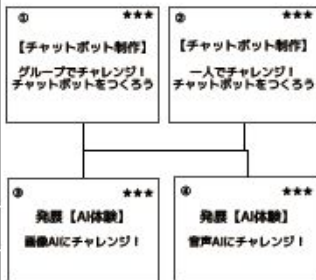 ① ★★★
【チャットボット制作】
グループでチャレンジ！
チャットボットをつくろう
② ★★★
【チャットボット制作】
一人でチャレンジ！
チャットボットをつくろう
③ ★★★
発展【AI体験】
画像AIにチャレンジ！
④ ★★★
発展【AI体験】
音声AIにチャレンジ！